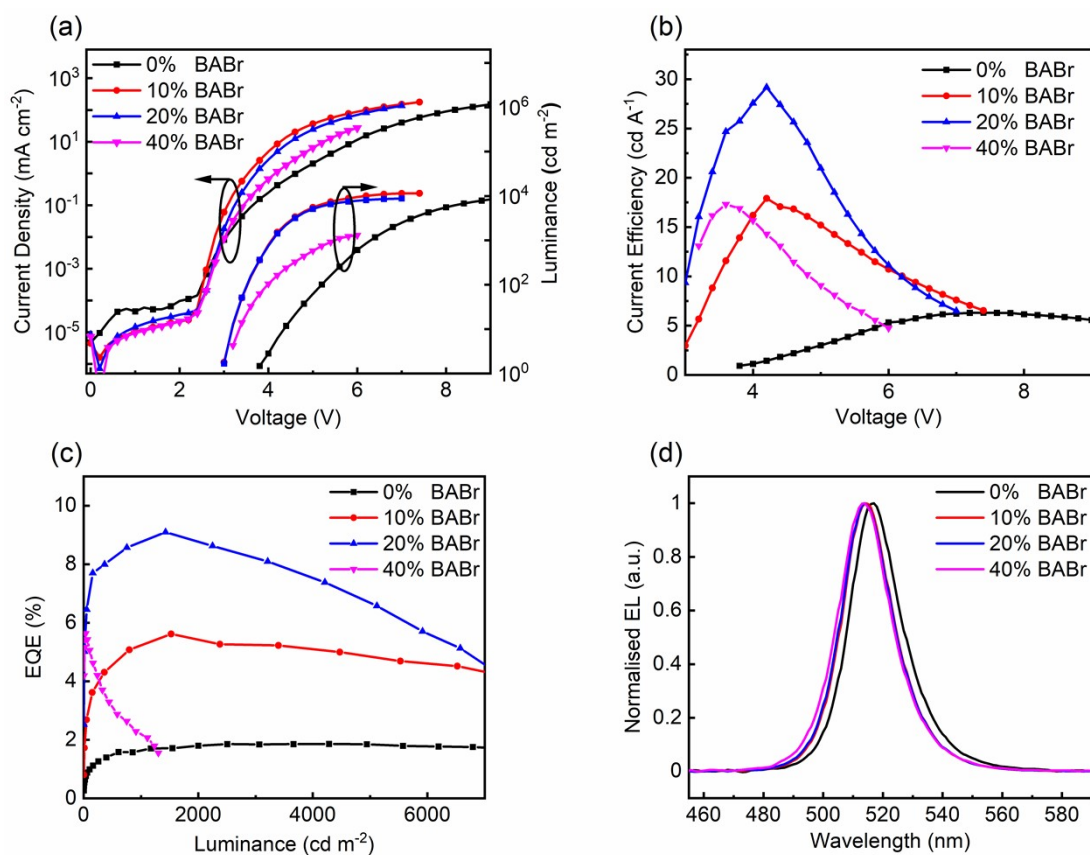 (a)
0% BABr
10% BABr
20% BABr
40% BABr
10³
10¹
10⁻¹
10⁻³
10⁻⁵
Current Density (mA cm⁻²)
10⁶
10⁴
10²
10⁰
Luminance (cd m⁻²)
0 2 4 6 8
Voltage (V)
(b)
0% BABr
10% BABr
20% BABr
40% BABr
30
25
20
15
10
5
0
Current Efficiency (cd A⁻¹)
4 6 8
Voltage (V)
(c)
0% BABr
10% BABr
20% BABr
40% BABr
10
8
6
4
2
0
EQE (%)
0 2000 4000 6000
Luminance (cd m⁻²)
(d)
0% BABr
10% BABr
20% BABr
40% BABr
1
0.8
0.6
0.4
0.2
0
Normalised EL (a.u.)
460 480 500 520 540 560 580
Wavelength (nm)